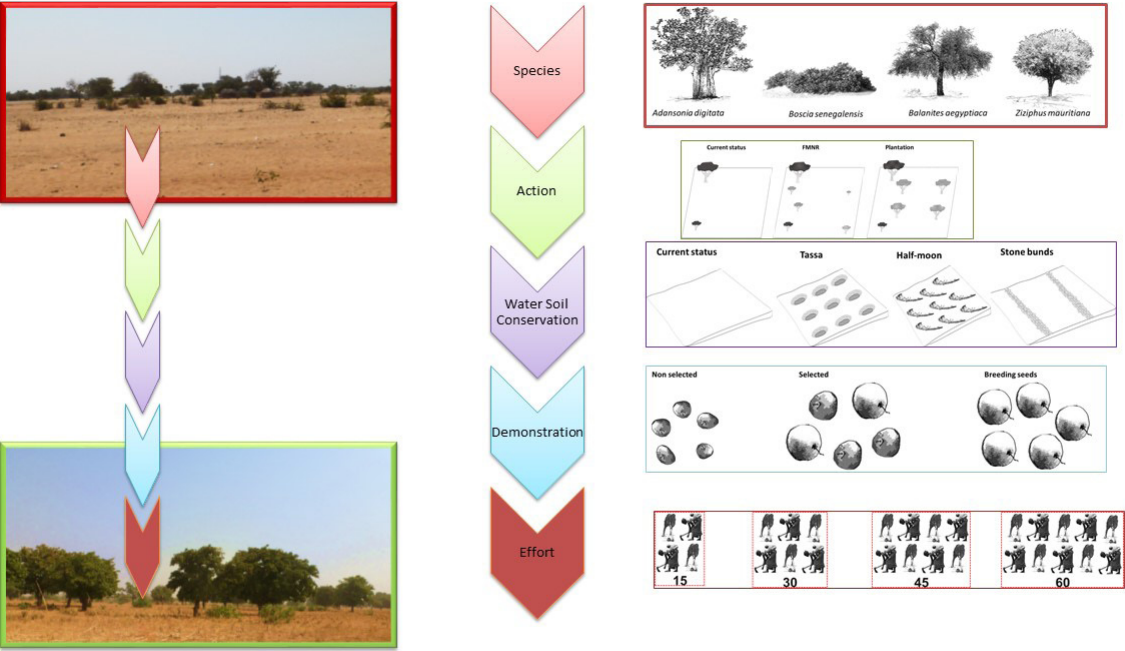 Species
Adansonia digitata
Boscia senegalensis
Balanites aegyptiaca
Ziziphus mauritiana
Action
Current status
FMNR
Plantation
Water Soil
Conservation
Current status
Tassa
Half-moon
Stone bunds
Demonstration
Non selected
Selected
Breeding seeds
Effort
15
30
45
60